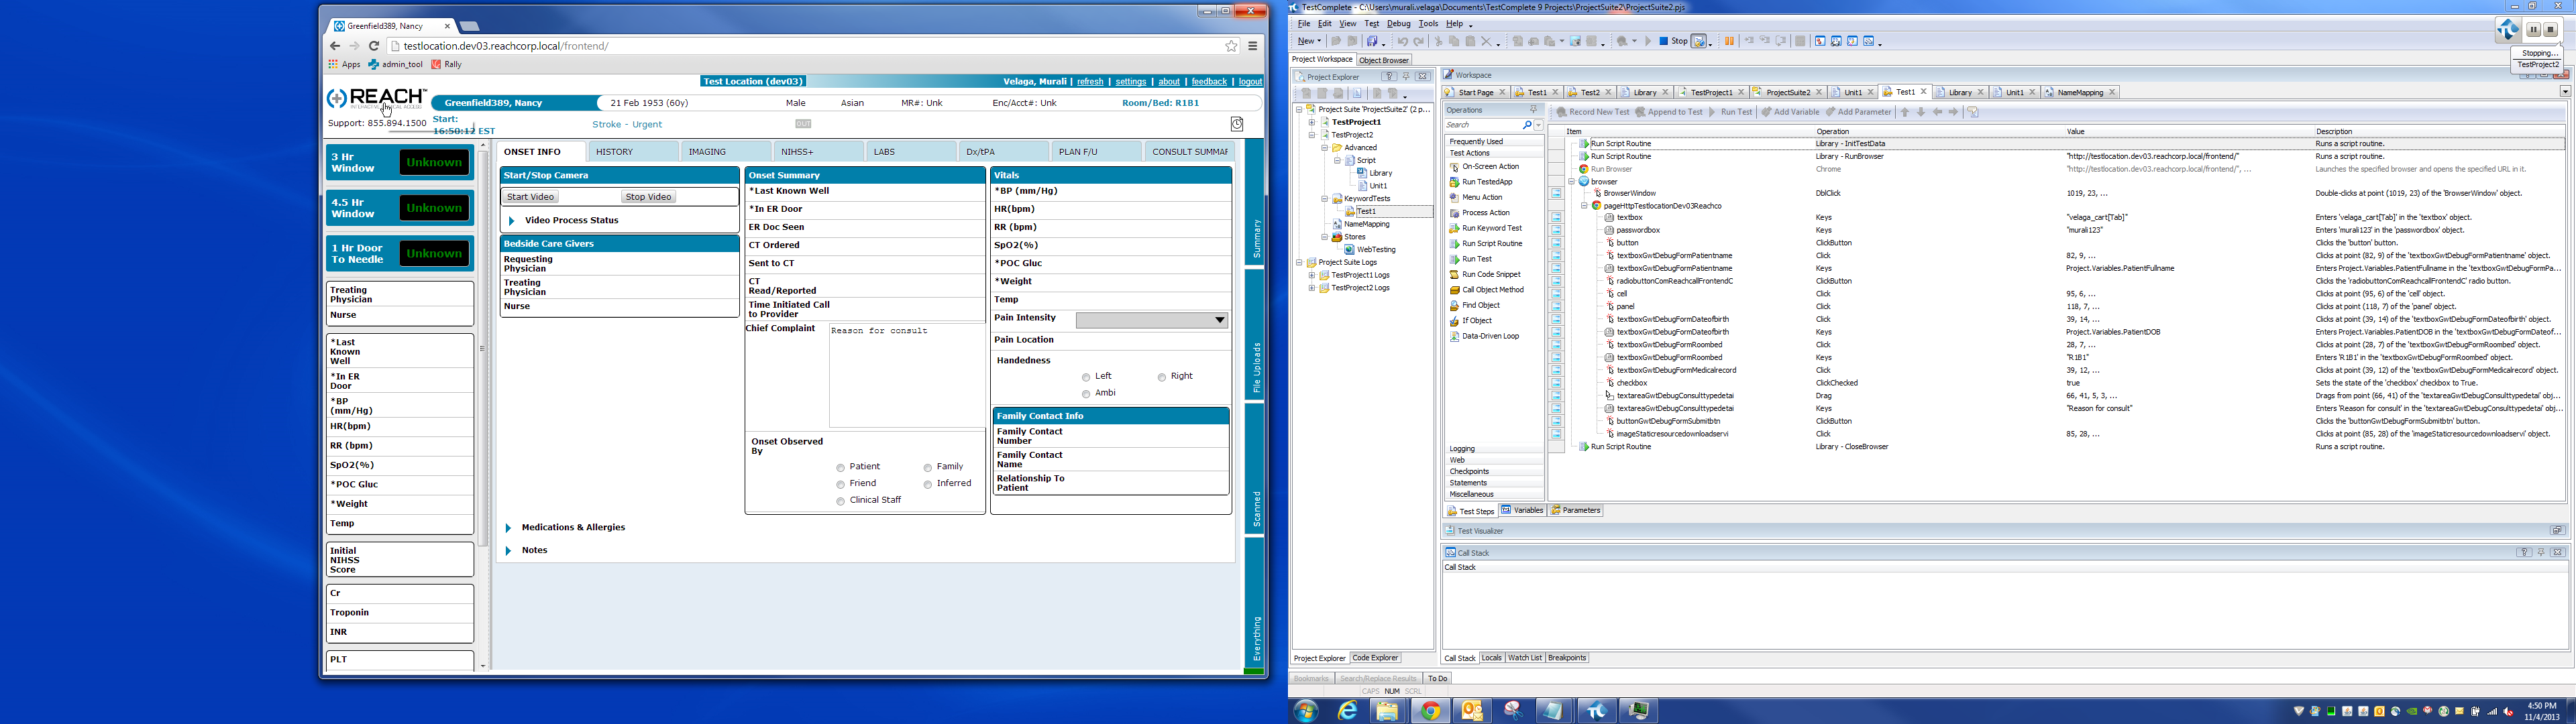 Greenfield389, Nancy
testlocation.dev03.reachcorp.local/frontend/
Apps admin_tool Rally
Test Location (dev03)
Velaga, Murali | refresh | settings | about | feedback | logout
REACH™
Greenfield389, Nancy 21 Feb 1953 (60y) Male Asian MR#: Unk Enc/Acct#: Unk Room/Bed: R1B1
Support: 855.894.1500
Start:
16:50:12 EST
Stroke - Urgent
OUT
3 Hr
Window
Unknown
4.5 Hr
Window
Unknown
1 Hr Door
To Needle
Unknown
Treating
Physician
Nurse
*Last
Known
Well
*In ER
Door
*BP
(mm/Hg)
HR(bpm)
RR (bpm)
SpO2(%)
*POC Gluc
*Weight
Temp
Initial
NIHSS
Score
Cr
Troponin
INR
PLT
ONSET INFO HISTORY IMAGING NIHSS+ LABS Dx/tPA PLAN F/U CONSULT SUMMAR
Start/Stop Camera
Start Video Stop Video
Video Process Status
Bedside Care Givers
Requesting
Physician
Treating
Physician
Nurse
Onset Summary
*Last Known Well
*In ER Door
ER Doc Seen
CT Ordered
Sent to CT
CT
Read/Reported
Time Initiated Call
to Provider
Chief Complaint
Reason for consult
Onset Observed
By
Patient Family
Friend Inferred
Clinical Staff
Vitals
*BP (mm/Hg)
HR(bpm)
RR (bpm)
SpO2(%)
*POC Gluc
*Weight
Temp
Pain Intensity
Pain Location
Handedness
Left Right
Ambi
Family Contact Info
Family Contact
Number
Family Contact
Name
Relationship To
Patient
Medications & Allergies
Notes
Summary
File Uploads
Scanned
Everything
TestComplete - C:\Users\murali.velaga\Documents\TestComplete 9 Projects\ProjectSuite2\ProjectSuite2.pjs
File Edit View Test Debug Tools Help
New
Stop
Stopping...
TestProject2
Project Workspace Object Browser
Project Explorer
Project Suite 'ProjectSuite2' (2 p...
TestProject1
TestProject2
Advanced
Script
Library
Unit1
KeywordTests
Test1
NameMapping
Stores
WebTesting
Project Suite Logs
TestProject1 Logs
TestProject2 Logs
Workspace
Start Page Test1 Test2 Library TestProject1 ProjectSuite2 Unit1 Test1 Library Unit1 NameMapping
Operations
Search
Frequently Used
Test Actions
On-Screen Action
Run TestedApp
Menu Action
Process Action
Run Keyword Test
Run Script Routine
Run Test
Run Code Snippet
Call Object Method
Find Object
If Object
Data-Driven Loop
Logging
Web
Checkpoints
Statements
Miscellaneous
Record New Test Append to Test Run Test Add Variable Add Parameter
Item Operation Value Description
Run Script Routine Library - InitTestData Runs a script routine.
Run Script Routine Library - RunBrowser "http://testlocation.dev03.reachcorp.local/frontend/" Runs a script routine.
Run Browser Chrome "http://testlocation.dev03.reachcorp.local/frontend/", ... Launches the specified browser and opens the specified URL in it.
browser
BrowserWindow DblClick 1019, 23, ... Double-clicks at point (1019, 23) of the 'BrowserWindow' object.
pageHttpTestlocationDev03Reachco
textbox Keys "velaga_cart[Tab]" Enters 'velaga_cart[Tab]' in the 'textbox' object.
passwordbox Keys "murali123" Enters 'murali123' in the 'passwordbox' object.
button ClickButton Clicks the 'button' button.
textboxGwtDebugFormPatientname Click 82, 9, ... Clicks at point (82, 9) of the 'textboxGwtDebugFormPatientname' object.
textboxGwtDebugFormPatientname Keys Project.Variables.PatientFullname Enters Project.Variables.PatientFullname in the 'textboxGwtDebugFormPa...
radiobuttonComReachcallFrontendC ClickButton Clicks the 'radiobuttonComReachcallFrontendC' radio button.
cell Click 95, 6, ... Clicks at point (95, 6) of the 'cell' object.
panel Click 118, 7, ... Clicks at point (118, 7) of the 'panel' object.
textboxGwtDebugFormDateofbirth Click 39, 14, ... Clicks at point (39, 14) of the 'textboxGwtDebugFormDateofbirth' object.
textboxGwtDebugFormDateofbirth Keys Project.Variables.PatientDOB Enters Project.Variables.PatientDOB in the 'textboxGwtDebugFormDateof...
textboxGwtDebugFormRoombed Click 28, 7, ... Clicks at point (28, 7) of the 'textboxGwtDebugFormRoombed' object.
textboxGwtDebugFormRoombed Keys "R1B1" Enters 'R1B1' in the 'textboxGwtDebugFormRoombed' object.
textboxGwtDebugFormMedicalrecord Click 39, 12, ... Clicks at point (39, 12) of the 'textboxGwtDebugFormMedicalrecord' object.
checkbox ClickChecked true Sets the state of the 'checkbox' checkbox to True.
textareaGwtDebugConsulttypedetai Drag 66, 41, 5, 3, ... Drags from point (66, 41) of the 'textareaGwtDebugConsulttypedetai' obj...
textareaGwtDebugConsulttypedetai Keys "Reason for consult" Enters 'Reason for consult' in the 'textareaGwtDebugConsulttypedetai' obj...
buttonGwtDebugFormSubmitbtn ClickButton Clicks the 'buttonGwtDebugFormSubmitbtn' button.
imageStaticresourcedownloadservi Click 85, 28, ... Clicks at point (85, 28) of the 'imageStaticresourcedownloadservi' object.
Run Script Routine Library - CloseBrowser Runs a script routine.
Test Steps Variables Parameters
Test Visualizer
Call Stack
Call Stack
Project Explorer Code Explorer
Call Stack Locals Watch List Breakpoints
Bookmarks Search/Replace Results To Do
CAPS NUM SCRL
4:50 PM
11/4/2013